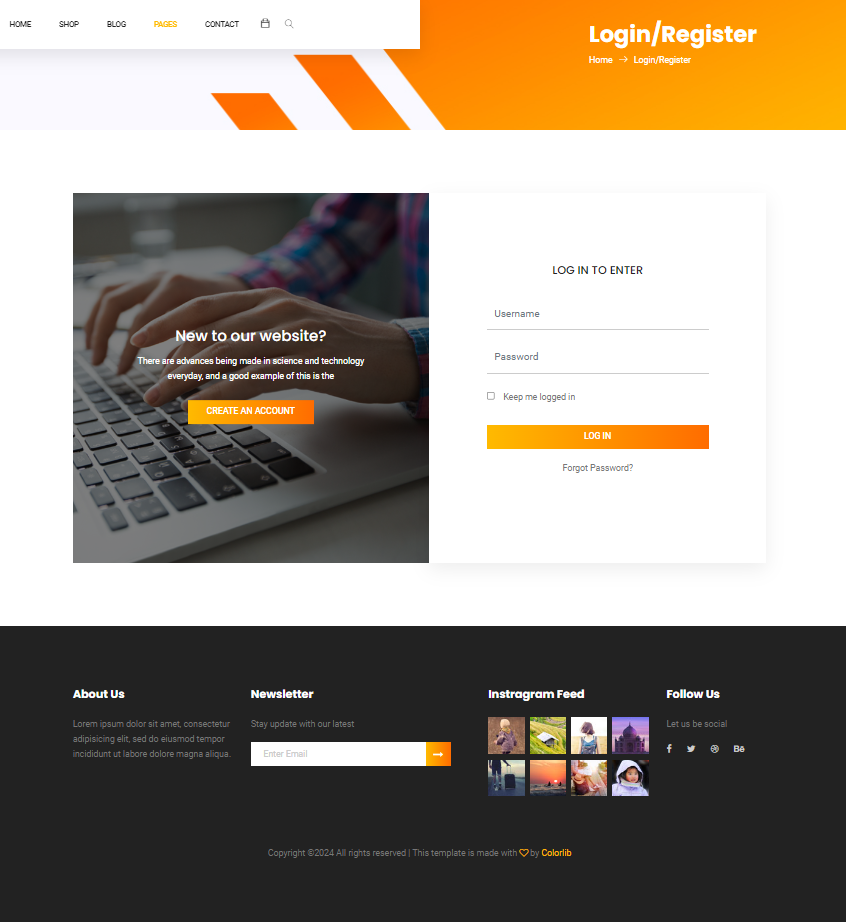 HOME SHOP BLOG PAGES CONTACT
Login/Register
Home → Login/Register
New to our website?
There are advances being made in science and technology
everyday, and a good example of this is the
CREATE AN ACCOUNT
LOG IN TO ENTER
Username
Password
Keep me logged in
LOG IN
Forgot Password?
About Us
Lorem ipsum dolor sit amet, consectetur
adipisicing elit, sed do eiusmod tempor
incididunt ut labore dolore magna aliqua.
Newsletter
Stay update with our latest
Enter Email
Instragram Feed
Follow Us
Let us be social
Copyright ©2024 All rights reserved | This template is made with ♡ by Colorlib